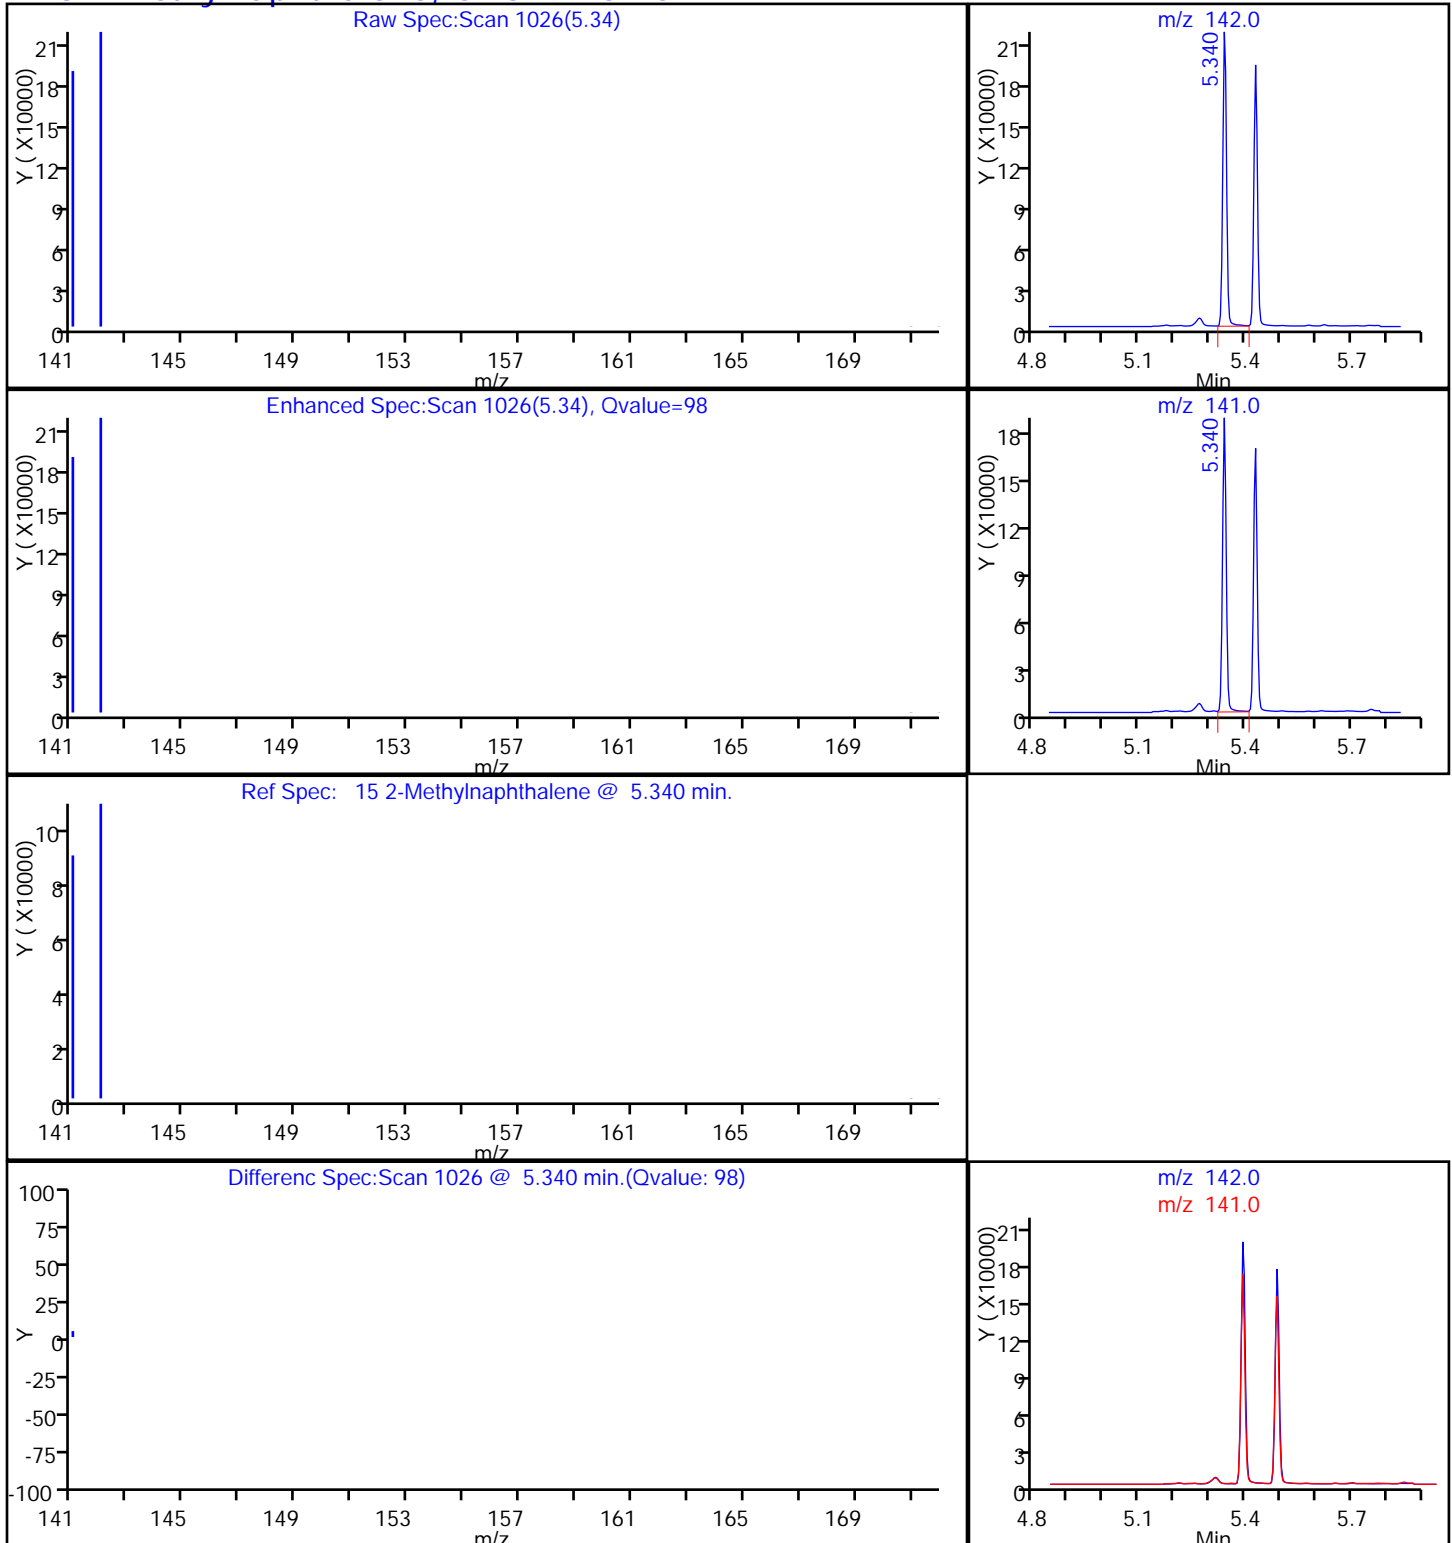 Raw Spec:Scan 1026(5.34)
Y ( X10000)
21
18
15
12
9
6
3
0
141 145 149 153 157 161 165 169
m/z
m/z 142.0
5.340
Y ( X10000)
21
18
15
12
9
6
3
0
4.8 5.1 5.4 5.7
Min
Enhanced Spec:Scan 1026(5.34), Qvalue=98
Y ( X10000)
21
18
15
12
9
6
3
0
141 145 149 153 157 161 165 169
m/z
m/z 141.0
5.340
Y ( X10000)
18
15
12
9
6
3
0
4.8 5.1 5.4 5.7
Min
Ref Spec: 15 2-Methylnaphthalene @ 5.340 min.
Y ( X10000)
10
8
6
4
2
0
141 145 149 153 157 161 165 169
m/z
Differenc Spec:Scan 1026 @ 5.340 min.(Qvalue: 98)
Y
100
75
50
25
0
-25
-50
-75
-100
141 145 149 153 157 161 165 169
m/z
m/z 142.0
m/z 141.0
Y ( X10000)
21
18
15
12
9
6
3
0
4.8 5.1 5.4 5.7
Min